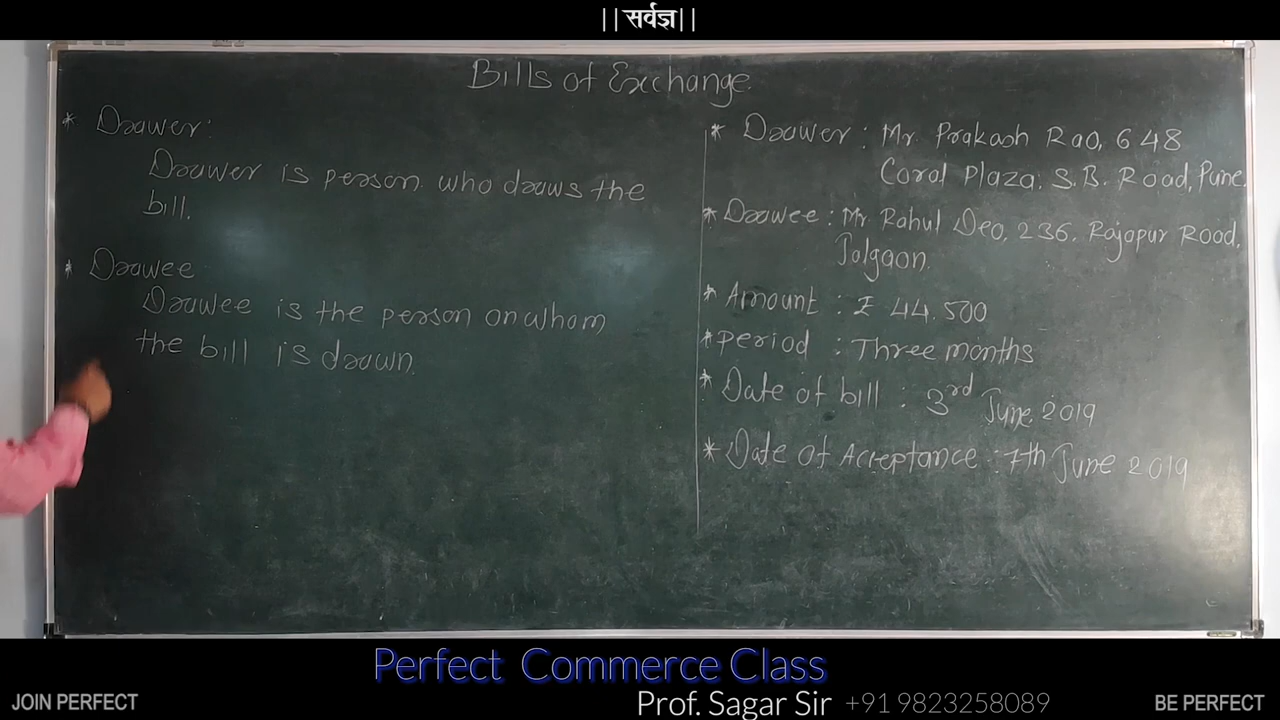 ||सर्वज्ञ||
Bills of Exchange.
* Drawer:
Drawer is person who draws the
bill.
* Drawee
Drawee is the person on whom
the bill is drawn.
* Drawer : Mr. Prakash Rao, 648
Coral Plaza, S.B. Road, Pune.
* Drawee : Mr. Rahul Deo, 236, Rajapur Road,
Jalgaon.
* Amount : ₹ 44,500
* Period : Three months
* Date of bill : 3rd June 2019
* Date of Acceptance : 7th June 2019
Perfect Commerce Class
Prof. Sagar Sir +91 9823258089
JOIN PERFECT
BE PERFECT